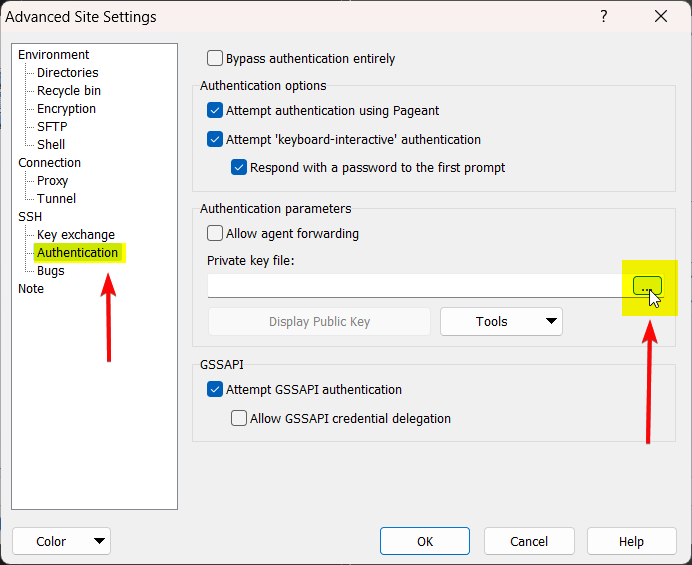 Advanced Site Settings
?
Environment
Directories
Recycle bin
Encryption
SFTP
Shell
Connection
Proxy
Tunnel
SSH
Key exchange
Authentication
Bugs
Note
Bypass authentication entirely
Authentication options
Attempt authentication using Pageant
Attempt 'keyboard-interactive' authentication
Respond with a password to the first prompt
Authentication parameters
Allow agent forwarding
Private key file:
...
Display Public Key
Tools
GSSAPI
Attempt GSSAPI authentication
Allow GSSAPI credential delegation
Color
OK
Cancel
Help